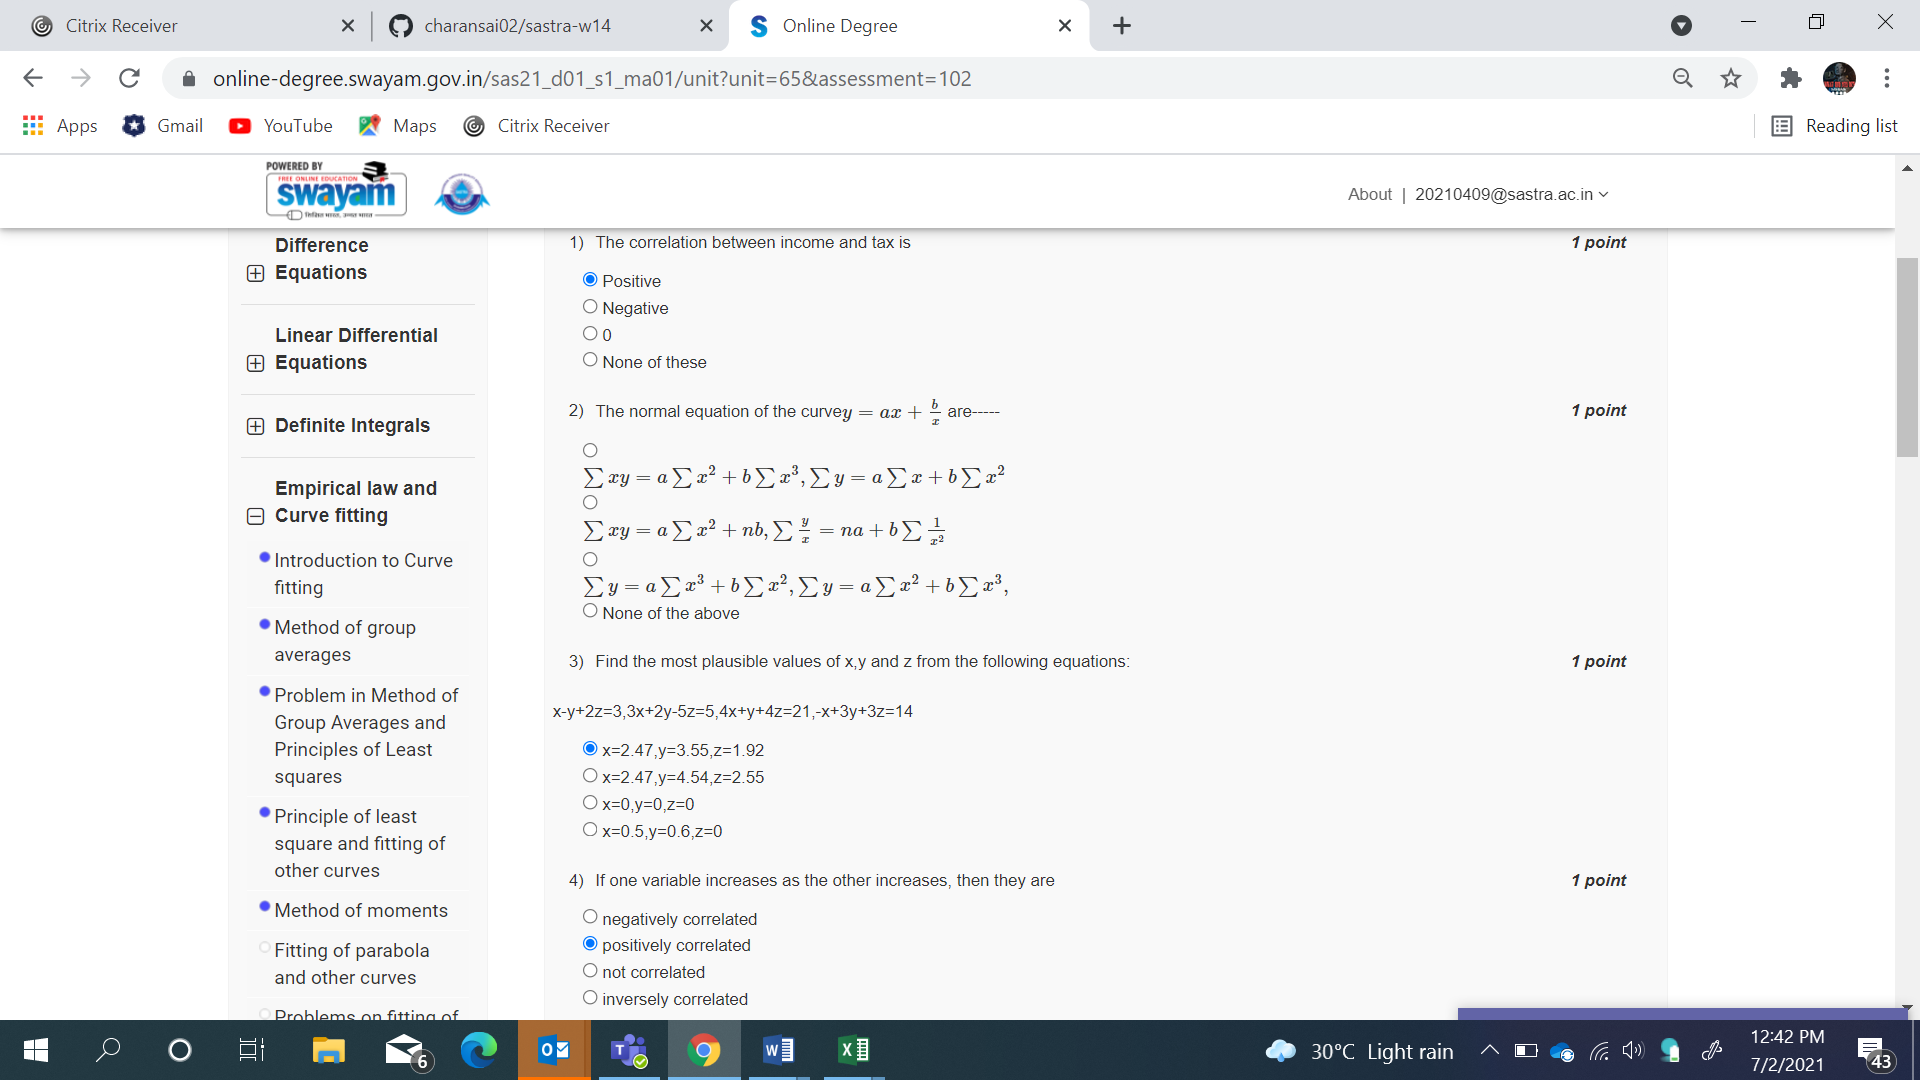 Citrix Receiver
charansai02/sastra-w14
Online Degree
online-degree.swayam.gov.in/sas21_d01_s1_ma01/unit?unit=65&assessment=102
Apps
Gmail
YouTube
Maps
Citrix Receiver
Reading list
POWERED BY
FREE ONLINE EDUCATION
swayam
About | 20210409@sastra.ac.in
Difference
Equations
Linear Differential
Equations
Definite Integrals
Empirical law and
Curve fitting
Introduction to Curve
fitting
Method of group
averages
Problem in Method of
Group Averages and
Principles of Least
squares
Principle of least
square and fitting of
other curves
Method of moments
Fitting of parabola
and other curves
Problems on fitting of
1) The correlation between income and tax is 1 point
Positive
Negative
0
None of these
2) The normal equation of the curvey = ax + b/x are----- 1 point
∑ xy = a ∑ x² + b ∑ x³, ∑ y = a ∑ x + b ∑ x²
∑ xy = a ∑ x² + nb, ∑ y/x = na + b ∑ 1/x²
∑ y = a ∑ x³ + b ∑ x², ∑ y = a ∑ x² + b ∑ x³,
None of the above
3) Find the most plausible values of x,y and z from the following equations: 1 point
x-y+2z=3,3x+2y-5z=5,4x+y+4z=21,-x+3y+3z=14
x=2.47,y=3.55,z=1.92
x=2.47,y=4.54,z=2.55
x=0,y=0,z=0
x=0.5,y=0.6,z=0
4) If one variable increases as the other increases, then they are 1 point
negatively correlated
positively correlated
not correlated
inversely correlated
6
30°C Light rain
12:42 PM
7/2/2021
43